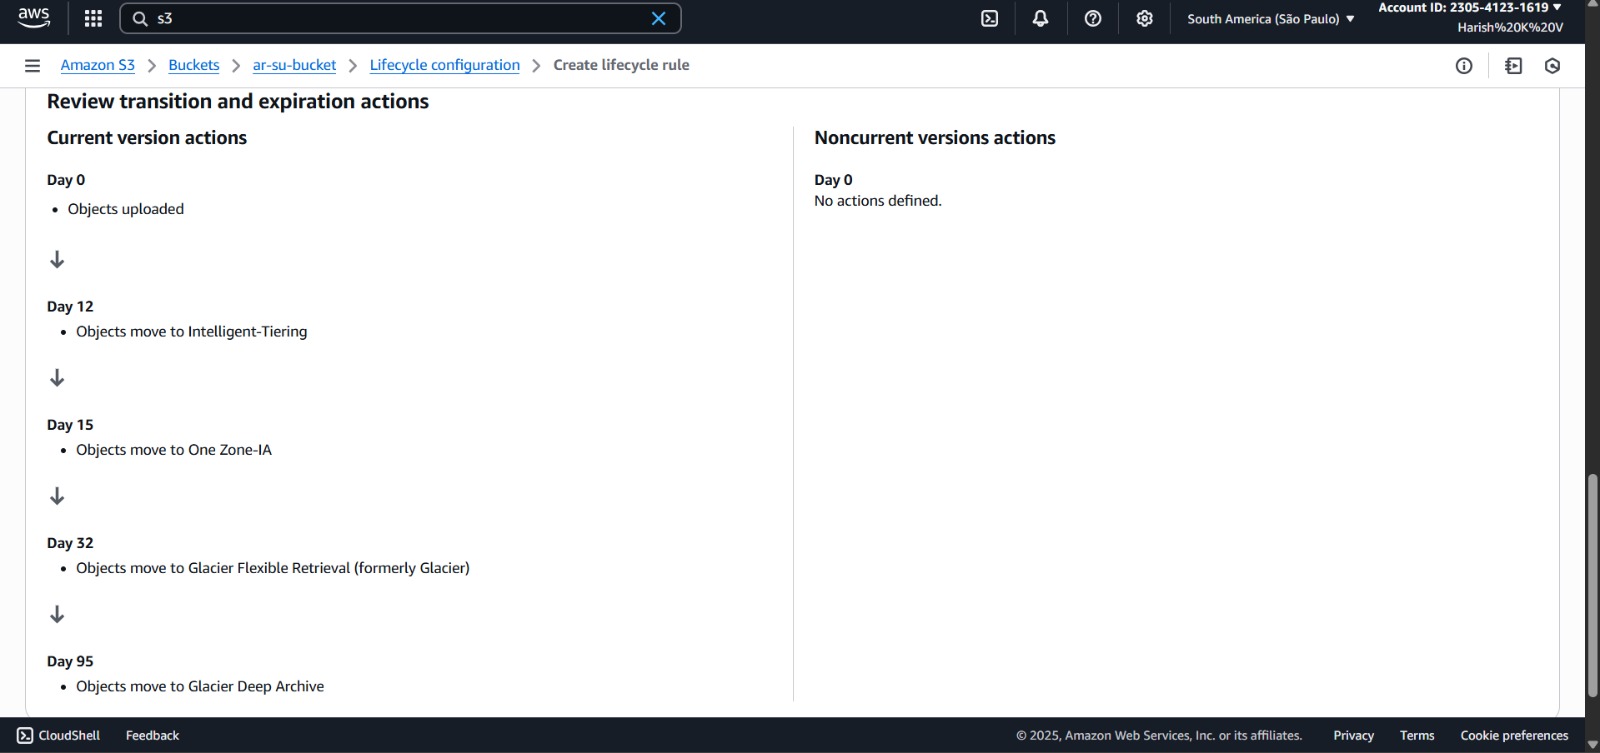 aws
s3
South America (São Paulo) ▼
Account ID: 2305-4123-1619 ▼
Harish%20K%20V
Amazon S3 > Buckets > ar-su-bucket > Lifecycle configuration > Create lifecycle rule
Review transition and expiration actions
Current version actions
Day 0
• Objects uploaded
↓
Day 12
• Objects move to Intelligent-Tiering
↓
Day 15
• Objects move to One Zone-IA
↓
Day 32
• Objects move to Glacier Flexible Retrieval (formerly Glacier)
↓
Day 95
• Objects move to Glacier Deep Archive
Noncurrent versions actions
Day 0
No actions defined.
CloudShell Feedback © 2025, Amazon Web Services, Inc. or its affiliates. Privacy Terms Cookie preferences